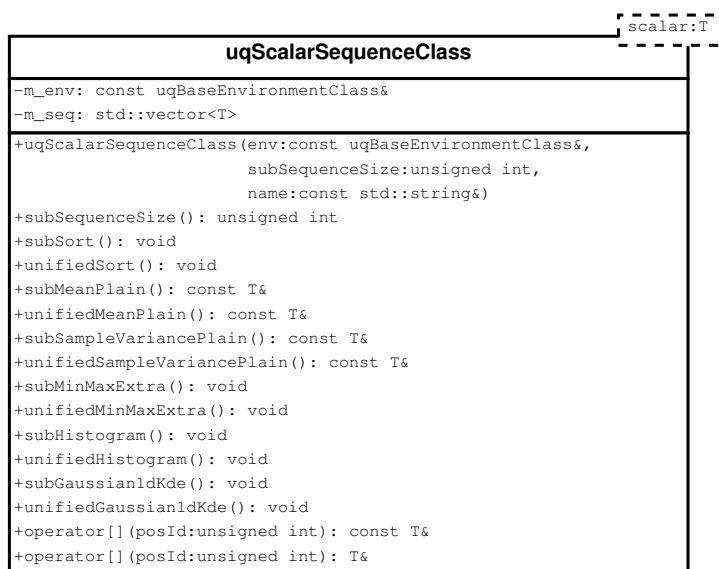 scalar:T
uqScalarSequenceClass
-m_env: const uqBaseEnvironmentClass&
-m_seq: std::vector<T>
+uqScalarSequenceClass(env:const uqBaseEnvironmentClass&,
subSequenceSize:unsigned int,
name:const std::string&)
+subSequenceSize(): unsigned int
+subSort(): void
+unifiedSort(): void
+subMeanPlain(): const T&
+unifiedMeanPlain(): const T&
+subSampleVariancePlain(): const T&
+unifiedSampleVariancePlain(): const T&
+subMinMaxExtra(): void
+unifiedMinMaxExtra(): void
+subHistogram(): void
+unifiedHistogram(): void
+subGaussian1dKde(): void
+unifiedGaussian1dKde(): void
+operator[](posId:unsigned int): const T&
+operator[](posId:unsigned int): T&